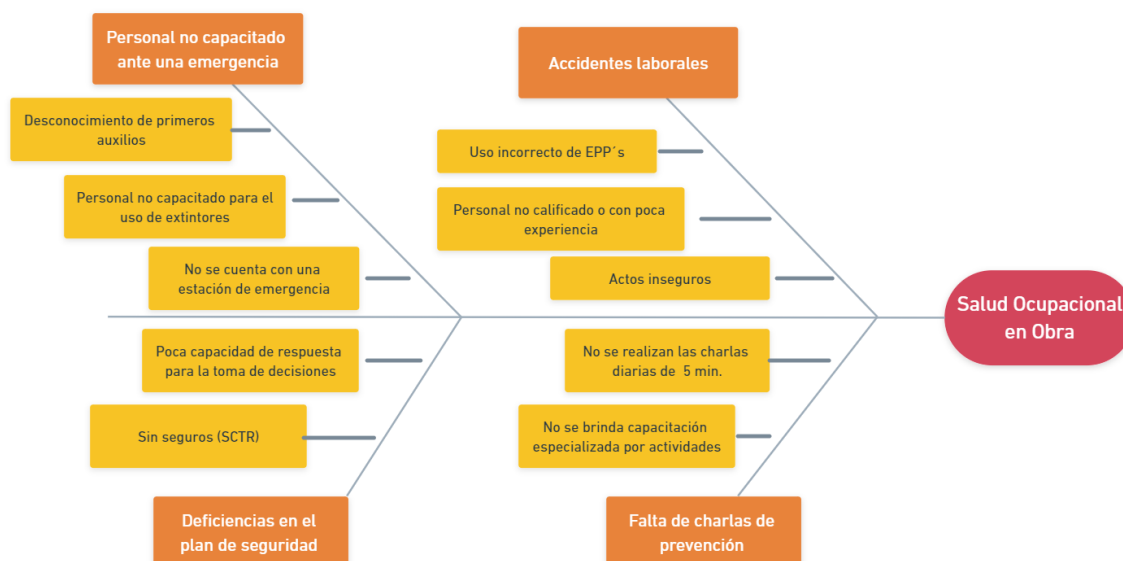 Personal no capacitado
ante una emergencia
Desconocimiento de primeros
auxilios
Personal no capacitado para el
uso de extintores
No se cuenta con una
estación de emergencia
Accidentes laborales
Uso incorrecto de EPP´s
Personal no calificado o con poca
experiencia
Actos inseguros
Salud Ocupacional
en Obra
Poca capacidad de respuesta
para la toma de decisiones
Sin seguros (SCTR)
Deficiencias en el
plan de seguridad
No se realizan las charlas
diarias de 5 min.
No se brinda capacitación
especializada por actividades
Falta de charlas de
prevención